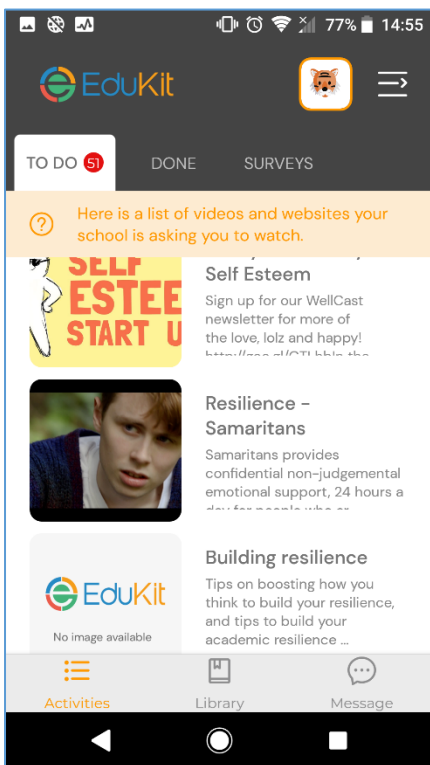 77% 14:55
EduKit
TO DO 51 DONE SURVEYS
Here is a list of videos and websites your
school is asking you to watch.
SELF
ESTEE
START U
Self Esteem
Sign up for our WellCast
newsletter for more of
the love, lolz and happy!
Resilience -
Samaritans
Samaritans provides
confidential non-judgemental
emotional support, 24 hours a
EduKit
No image available
Building resilience
Tips on boosting how you
think to build your resilience,
and tips to build your
academic resilience ...
Activities Library Message